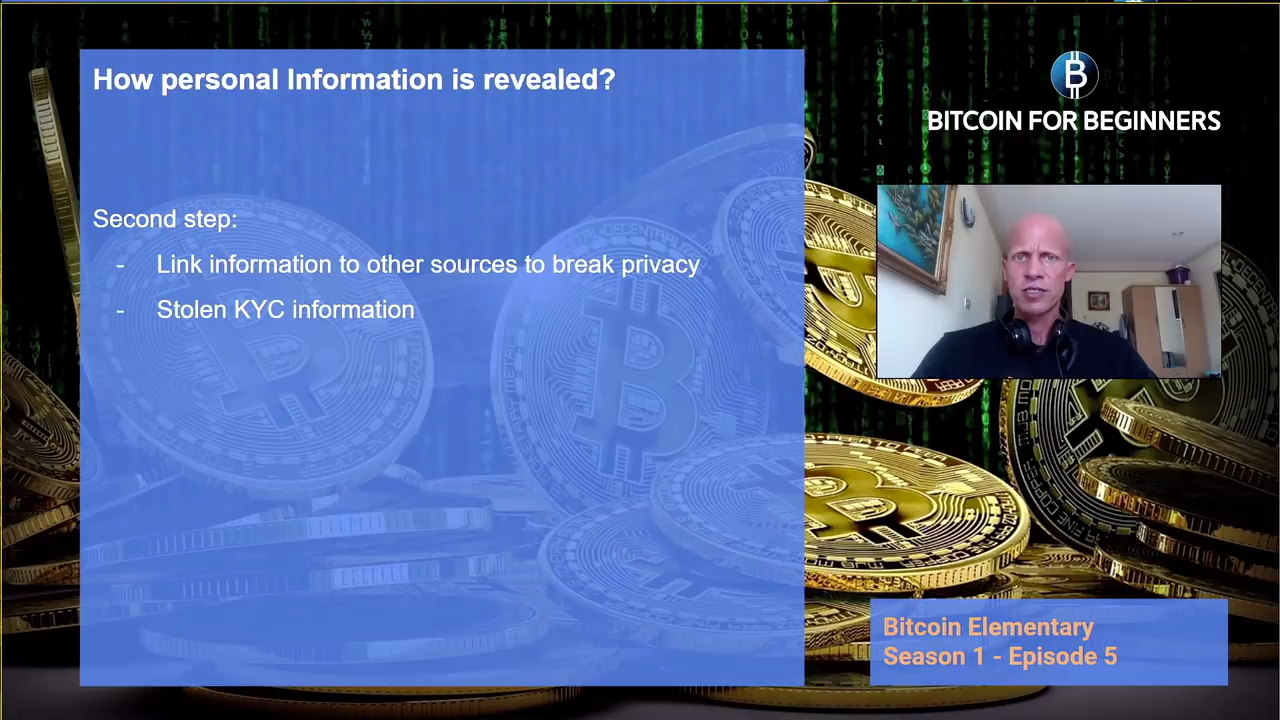 How personal Information is revealed?
BITCOIN FOR BEGINNERS
Second step:
- Link information to other sources to break privacy
- Stolen KYC information
Bitcoin Elementary
Season 1 - Episode 5